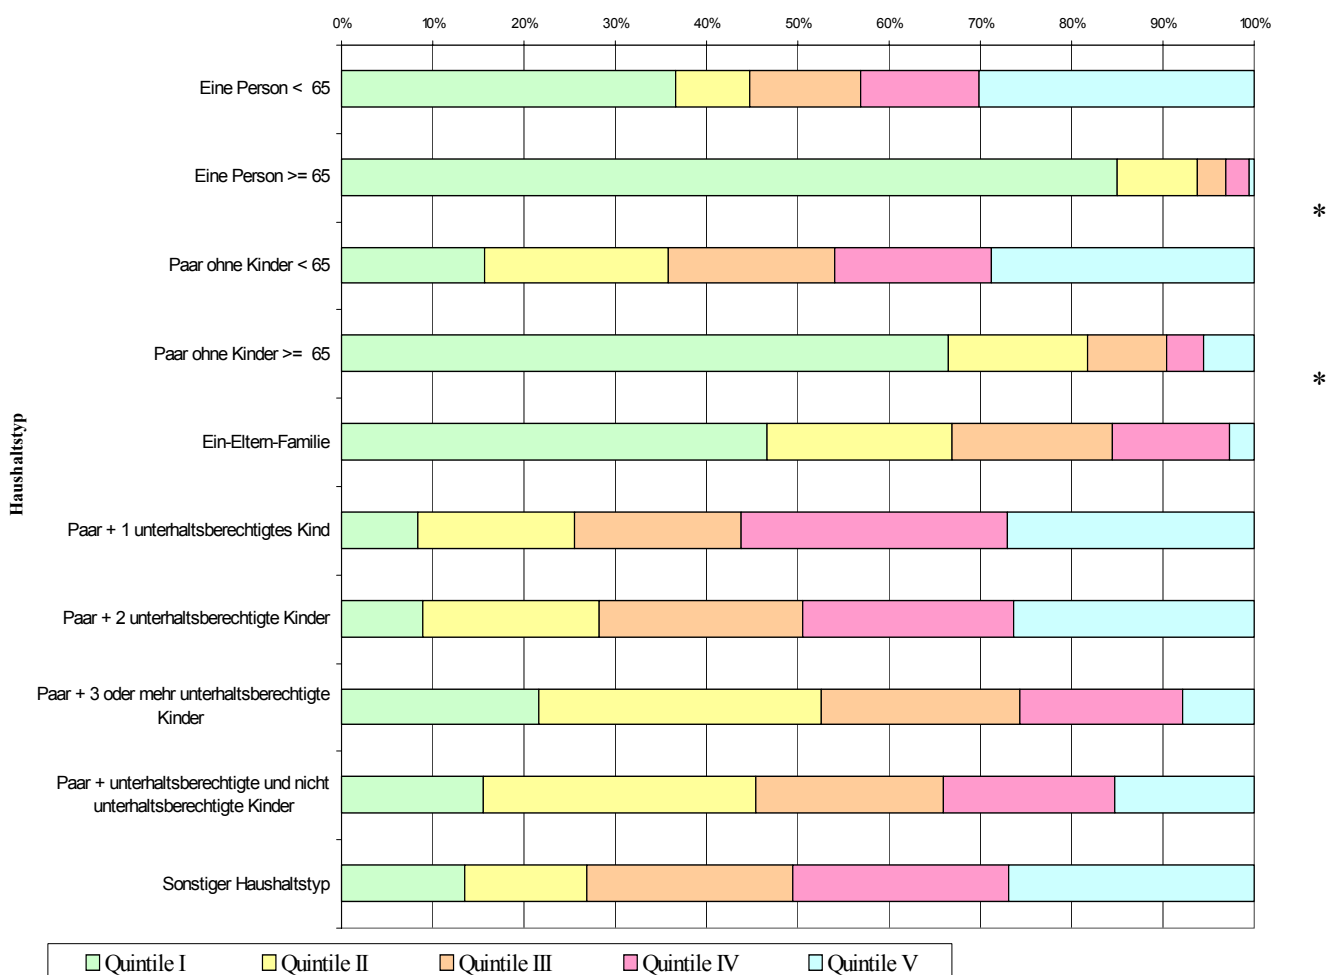 0% 10% 20% 30% 40% 50% 60% 70% 80% 90% 100%
Eine Person < 65
Eine Person >= 65
*
Paar ohne Kinder < 65
Paar ohne Kinder >= 65
*
Haushaltstyp
Ein-Eltern-Familie
Paar + 1 unterhaltsberechtigtes Kind
Paar + 2 unterhaltsberechtigte Kinder
Paar + 3 oder mehr unterhaltsberechtigte
Kinder
Paar + unterhaltsberechtigte und nicht
unterhaltsberechtigte Kinder
Sonstiger Haushaltstyp
Quintile I Quintile II Quintile III Quintile IV Quintile V